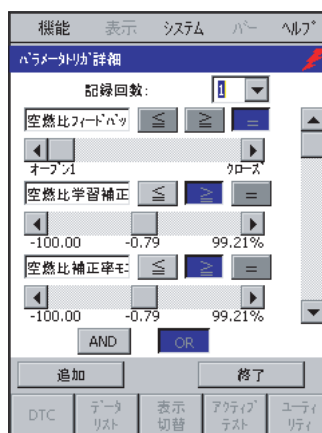 機能 表示 システム バー ヘルプ
パラメータトリガ詳細
記録回数: 1
空燃比フィードバッ ≦ ≧ =
オープン1 クローズ
空燃比学習補正 ≦ ≧ =
-100.00 -0.79 99.21%
空燃比補正率モニ ≦ ≧ =
-100.00 -0.79 99.21%
AND OR
追加 終了
DTC データリスト 表示切替 アクティブテスト ユーティリティ